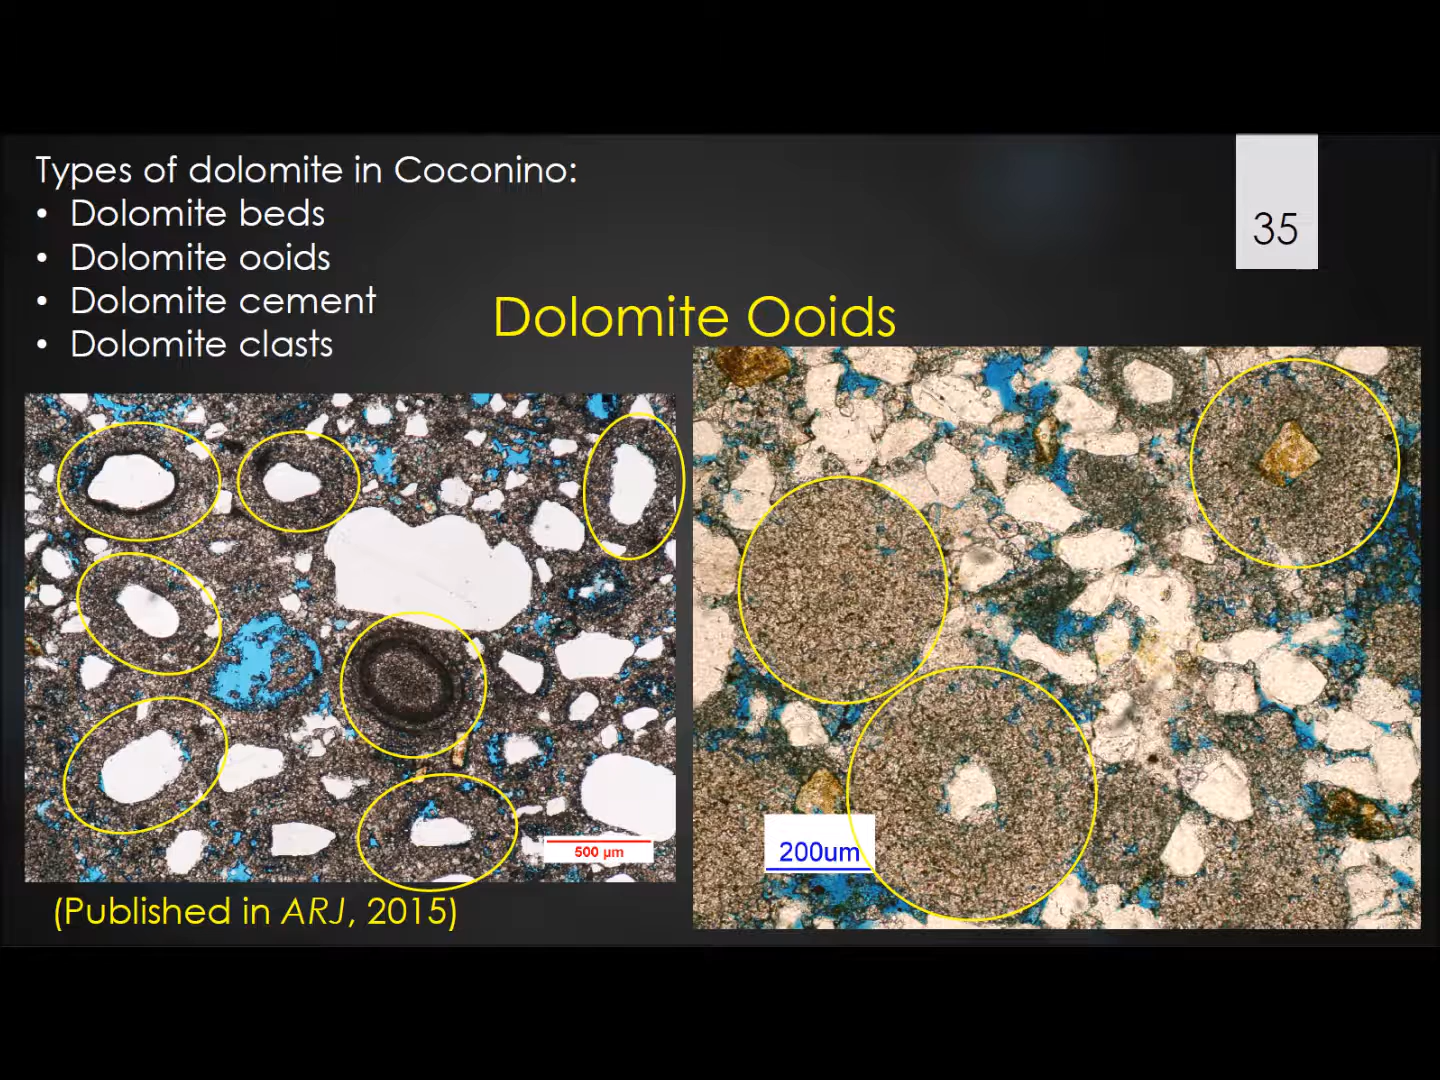 Types of dolomite in Coconino:
• Dolomite beds
• Dolomite ooids
• Dolomite cement
• Dolomite clasts
35
Dolomite Ooids
500 µm
200um
(Published in ARJ, 2015)